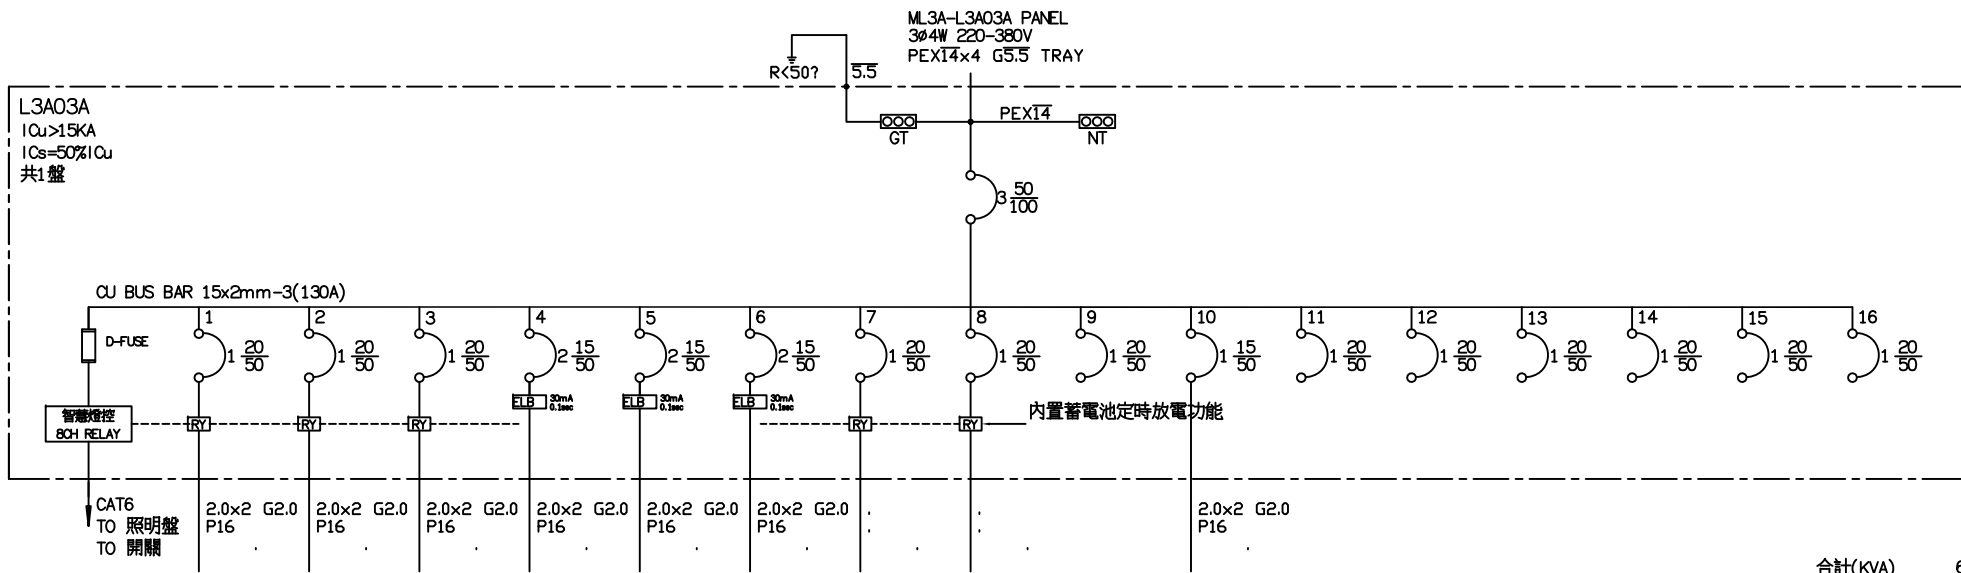 ML3A-L3A03A PANEL
3ø4W 220-380V
PEX14x4 G5.5 TRAY
R<50?
5.5
L3A03A
ICu>15KA
ICs=50%ICu
共1盤
PEX14
GT
NT
3 50/100
CU BUS BAR 15x2mm-3(130A)
1 2 3 4 5 6 7 8 9 10 11 12 13 14 15 16
D-FUSE
1 20/50
1 20/50
1 20/50
2 15/50
2 15/50
2 15/50
1 20/50
1 20/50
1 20/50
1 15/50
1 20/50
1 20/50
1 20/50
1 20/50
1 20/50
1 20/50
ELB 30mA
0.1sec
ELB 30mA
0.1sec
ELB 30mA
0.1sec
智慧燈控
8CH RELAY
RY RY RY RY RY
內置蓄電池定時放電功能
CAT6
TO 照明盤
TO 開關
2.0x2 G2.0
P16
2.0x2 G2.0
P16
2.0x2 G2.0
P16
2.0x2 G2.0
P16
2.0x2 G2.0
P16
2.0x2 G2.0
P16
2.0x2 G2.0
P16
合計(KVA)